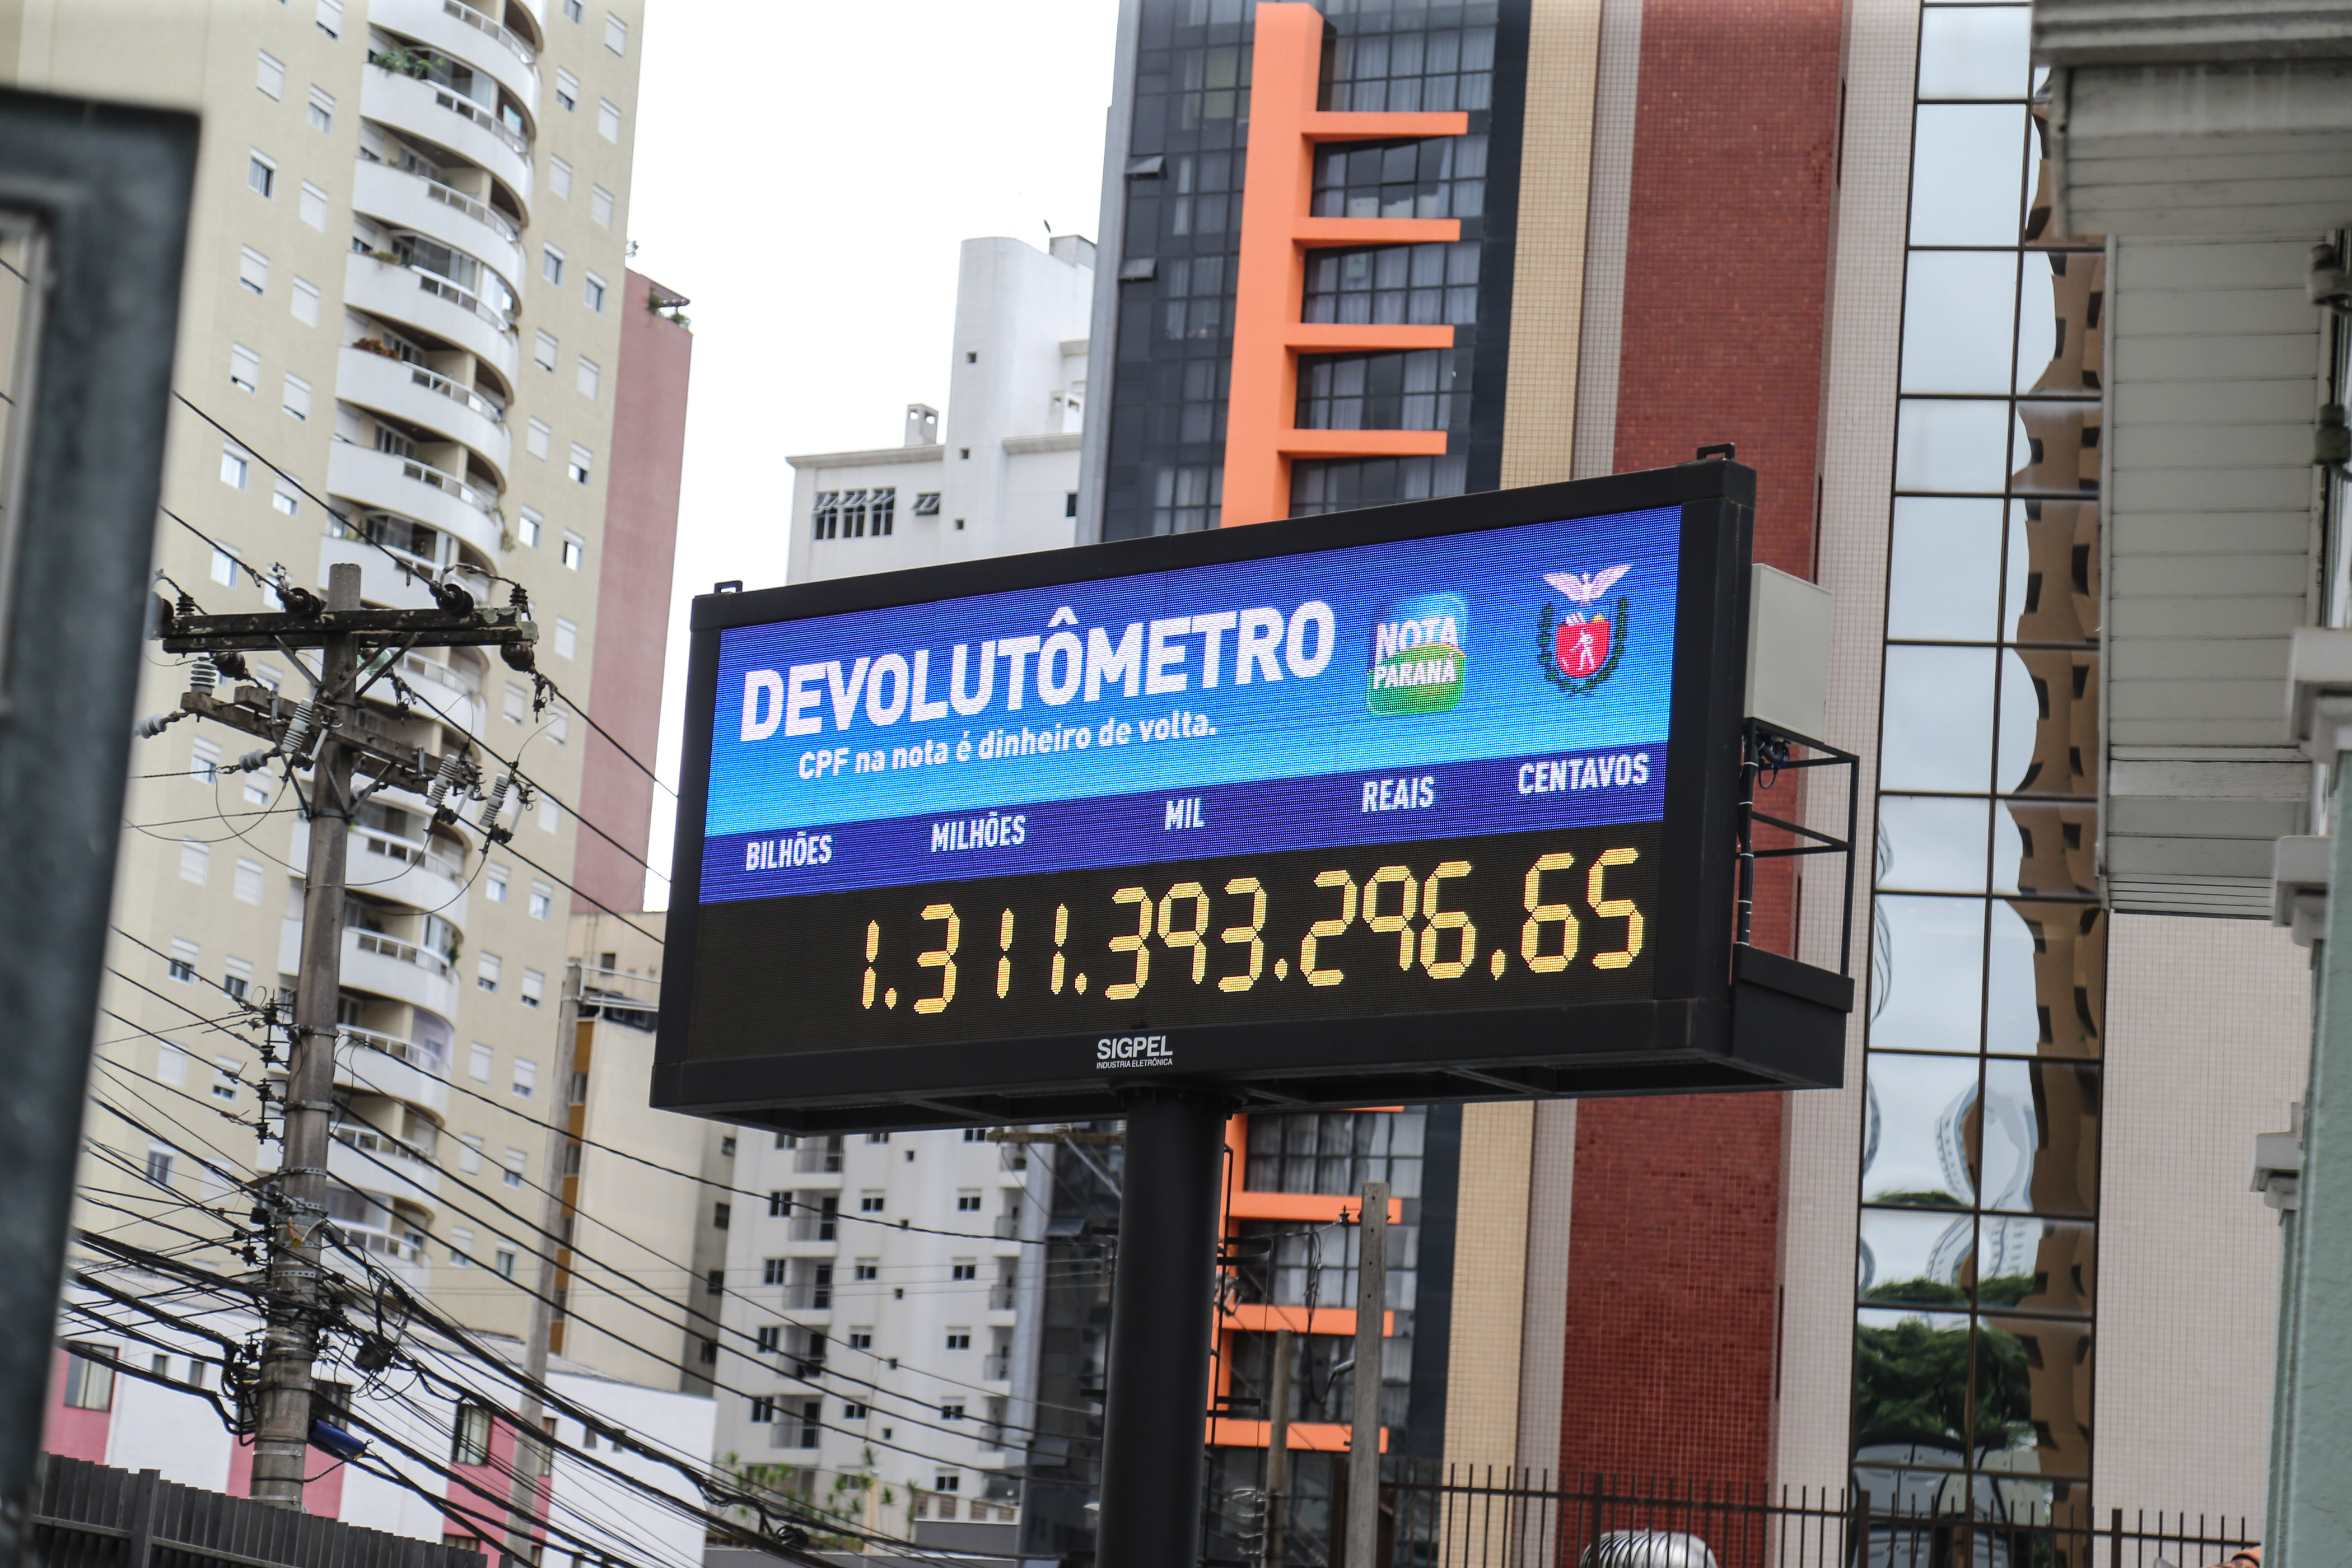 DEVOLUTÔMETRO
NOTA
PARANÁ
CPF na nota é dinheiro de volta.
BILHÕES MILHÕES MIL REAIS CENTAVOS
1.311.393.296.65
SIGPEL
INDUSTRIA ELETRÔNICA